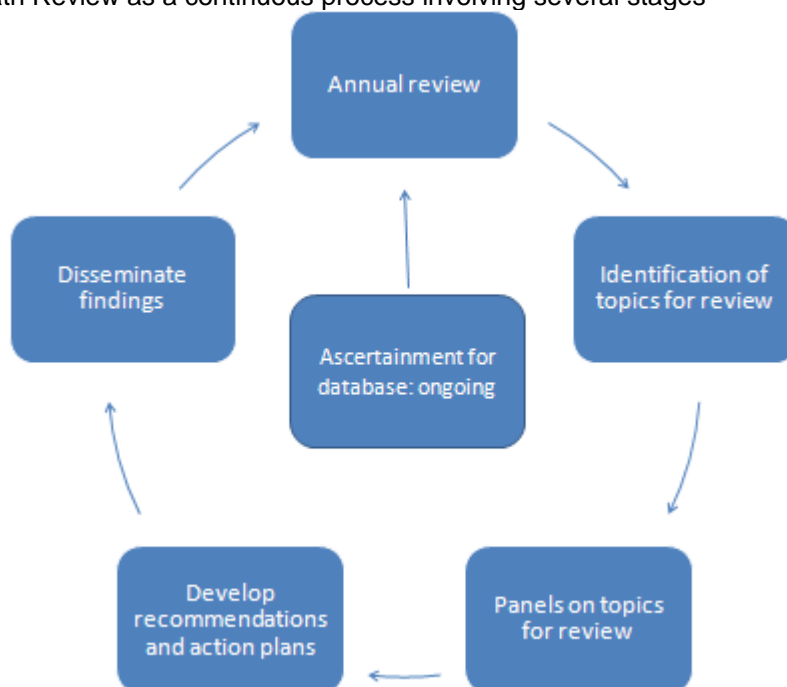 Review as a continuous process involving several stages
Annual review
Identification of
topics for review
Panels on topics
for review
Develop
recommendations
and action plans
Disseminate
findings
Ascertainment for
database: ongoing